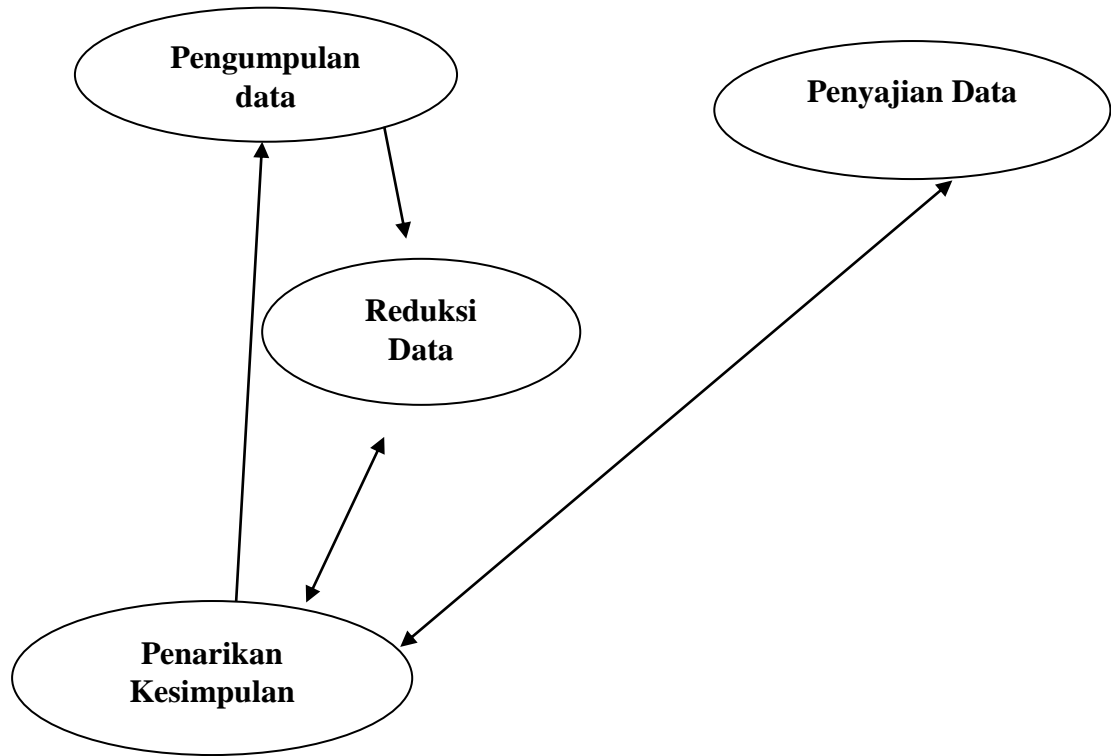 Pengumpulan
data
Penyajian Data
Reduksi
Data
Penarikan
Kesimpulan